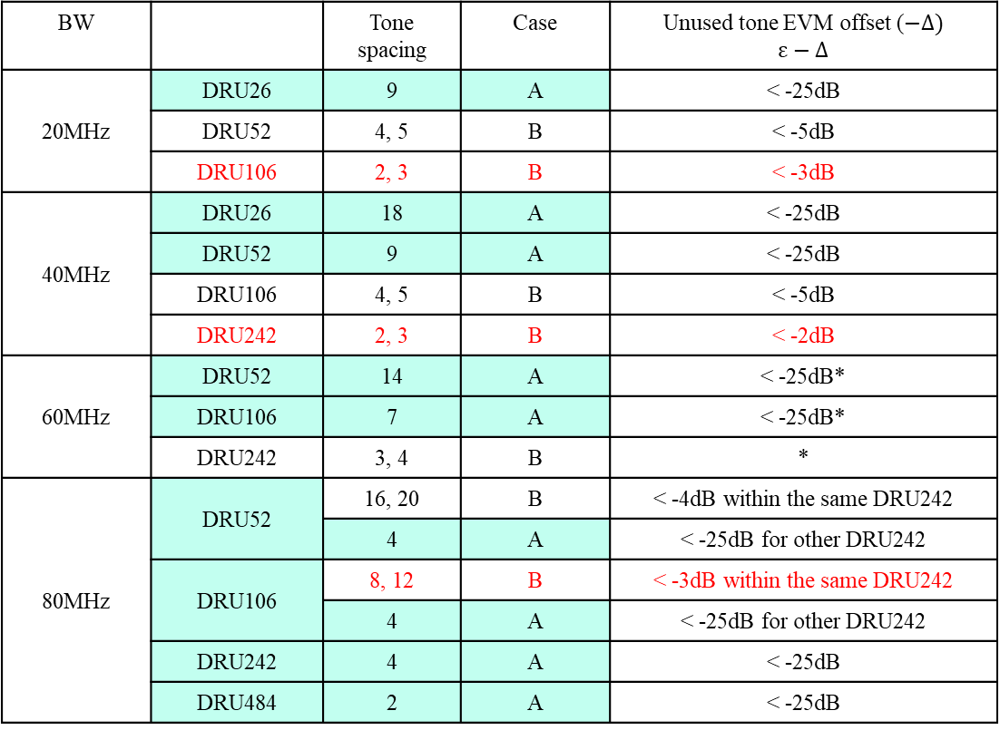 BW Tone spacing Case Unused tone EVM offset (−Δ) ε − Δ
20MHz DRU26 9 A < -25dB
DRU52 4, 5 B < -5dB
DRU106 2, 3 B < -3dB
40MHz DRU26 18 A < -25dB
DRU52 9 A < -25dB
DRU106 4, 5 B < -5dB
DRU242 2, 3 B < -2dB
60MHz DRU52 14 A < -25dB*
DRU106 7 A < -25dB*
DRU242 3, 4 B *
80MHz DRU52 16, 20 B < -4dB within the same DRU242
4 A < -25dB for other DRU242
DRU106 8, 12 B < -3dB within the same DRU242
4 A < -25dB for other DRU242
DRU242 4 A < -25dB
DRU484 2 A < -25dB